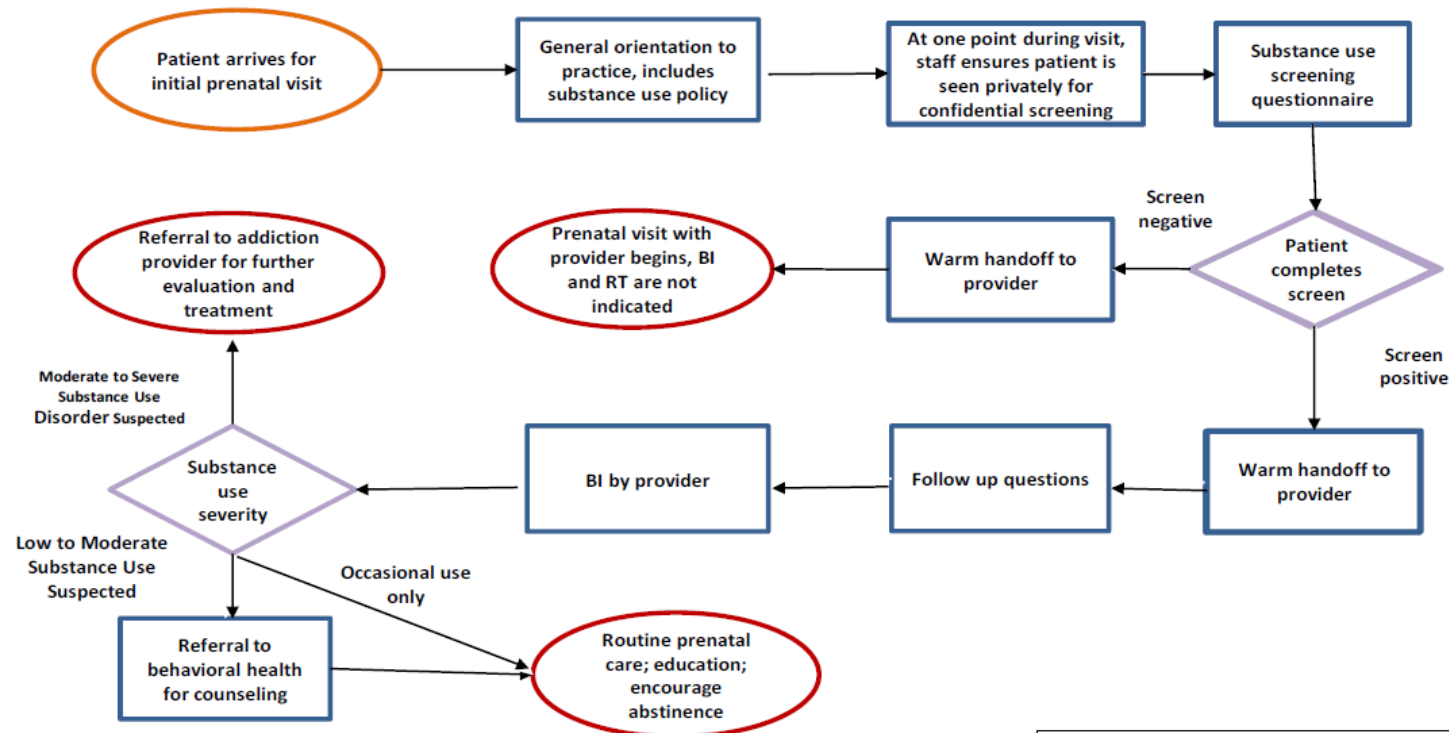 Patient arrives for
initial prenatal visit
General orientation to
practice, includes
substance use policy
At one point during visit,
staff ensures patient is
seen privately for
confidential screening
Substance use
screening
questionnaire
Patient
completes
screen
Screen
negative
Warm handoff to
provider
Prenatal visit with
provider begins, BI
and RT are not
indicated
Screen
positive
Warm handoff to
provider
Follow up questions
BI by provider
Substance
use
severity
Moderate to Severe
Substance Use
Disorder Suspected
Referral to addiction
provider for further
evaluation and
treatment
Low to Moderate
Substance Use
Suspected
Referral to
behavioral health
for counseling
Occasional use
only
Routine prenatal
care; education;
encourage
abstinence